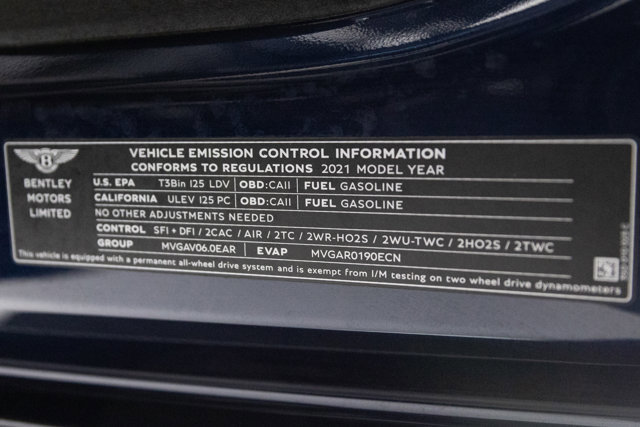 VEHICLE EMISSION CONTROL INFORMATION
CONFORMS TO REGULATIONS 2021 MODEL YEAR
B
BENTLEY
MOTORS
LIMITED
U.S. EPA T3Bin 125 LDV OBD:CAII FUEL GASOLINE
CALIFORNIA ULEV 125 PC OBD:CAII FUEL GASOLINE
NO OTHER ADJUSTMENTS NEEDED
CONTROL SFI + DFI / 2CAC / AIR / 2TC / 2WR-HO2S / 2WU-TWC / 2HO2S / 2TWC
GROUP MVGAV06.0EAR EVAP MVGAR0190ECN
This vehicle is equipped with a permanent all-wheel drive system and is exempt from I/M testing on two wheel drive dynamometers